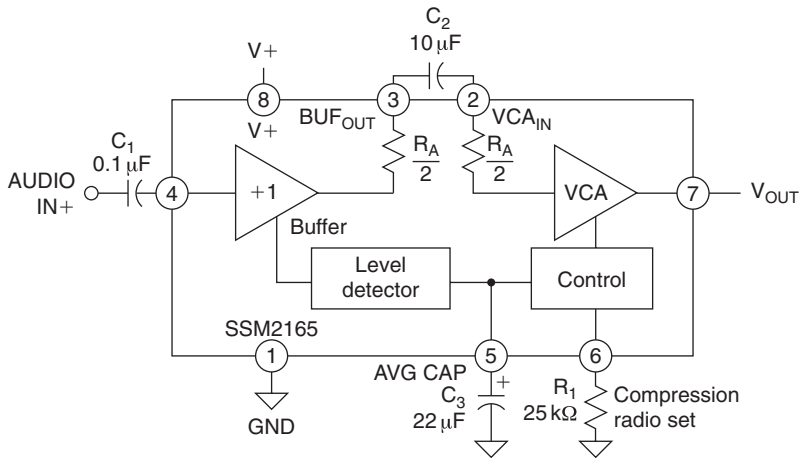 C2
10 μF
V+
8
3
2
V+
BUFOUT
VCAIN
C1
0.1 μF
RA
2
RA
2
AUDIO
IN+
4
+1
VCA
7
VOUT
Buffer
Level
detector
Control
SSM2165
1
5
6
AVG CAP
+
GND
C3
22 μF
R1
25 kΩ
Compression
radio set